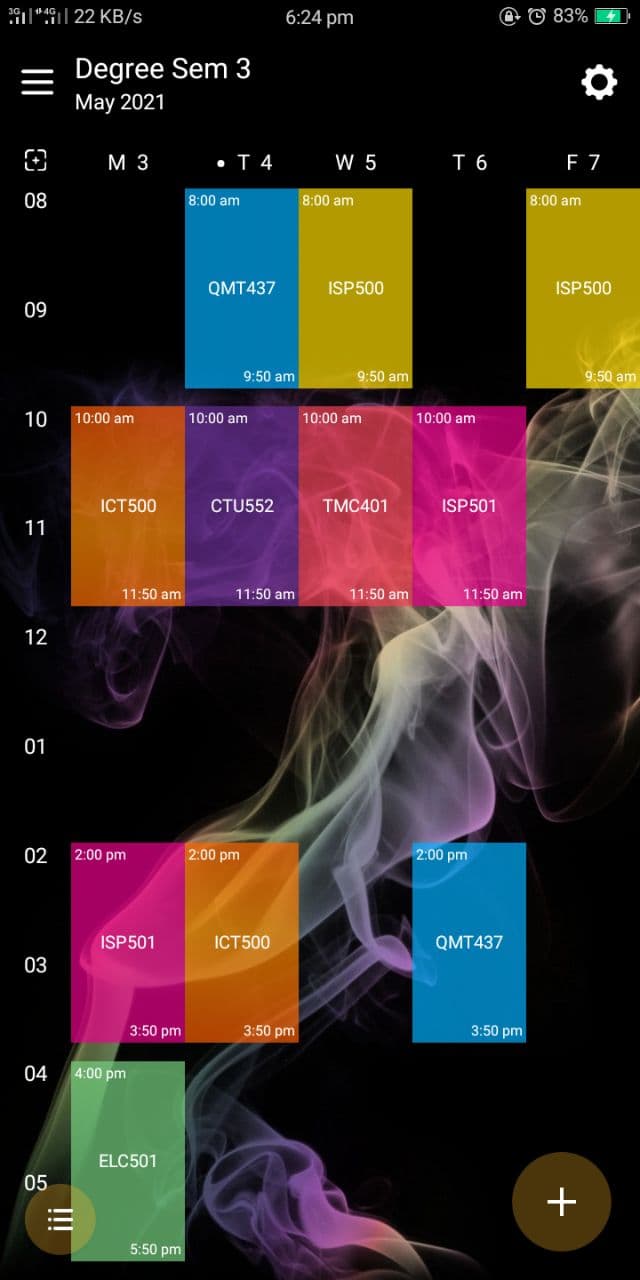 3G 4G 22 KB/s 6:24 pm 83%
Degree Sem 3
May 2021
M 3 • T 4 W 5 T 6 F 7
08
8:00 am 8:00 am 8:00 am
QMT437 ISP500 ISP500
09
9:50 am 9:50 am 9:50 am
10
10:00 am 10:00 am 10:00 am 10:00 am
ICT500 CTU552 TMC401 ISP501
11
11:50 am 11:50 am 11:50 am 11:50 am
12
01
02
2:00 pm 2:00 pm 2:00 pm
ISP501 ICT500 QMT437
03
3:50 pm 3:50 pm 3:50 pm
04
4:00 pm
ELC501
05
5:50 pm